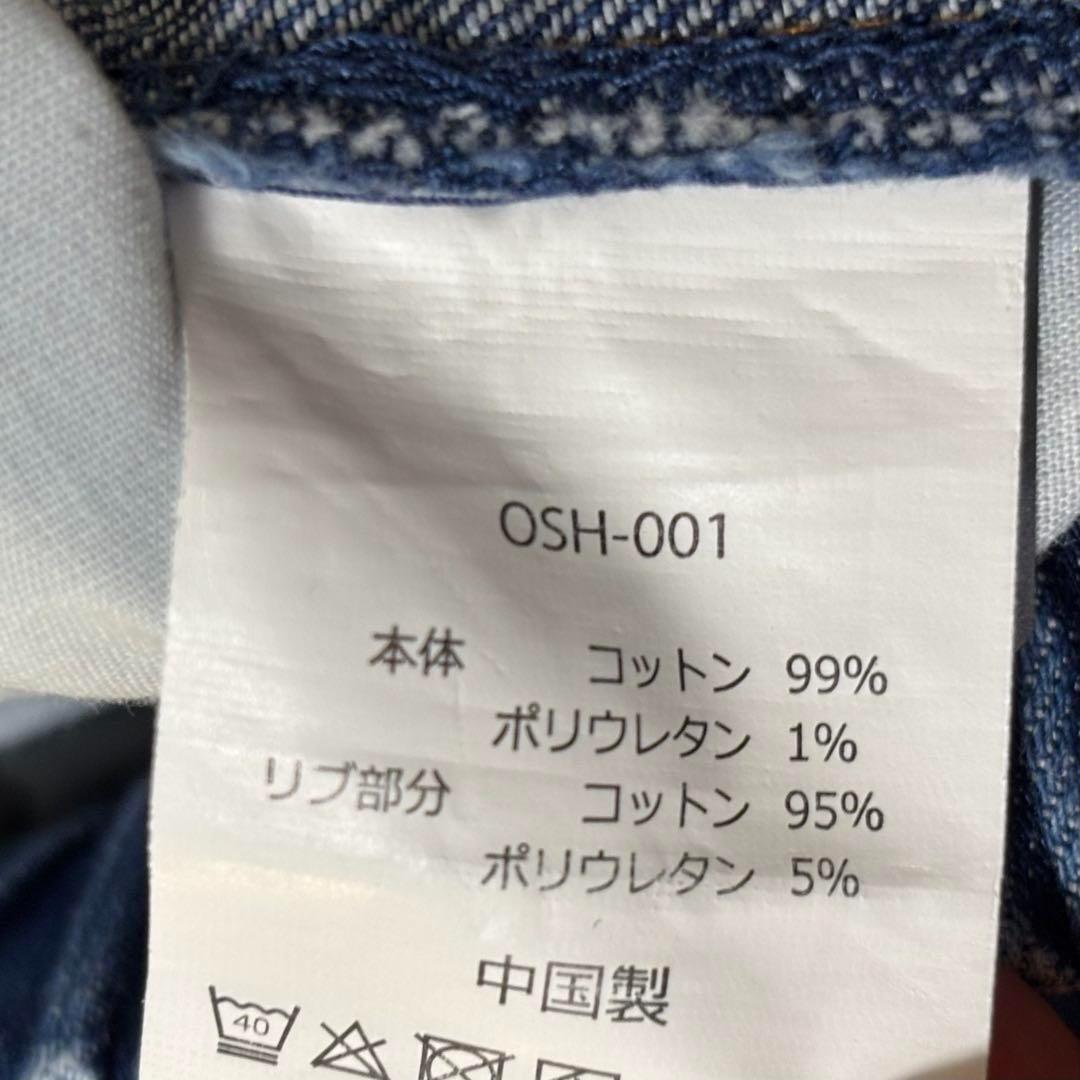 OSH-001
本体 コットン 99%
ポリウレタン 1%
リブ部分 コットン 95%
ポリウレタン 5%
中国製
40